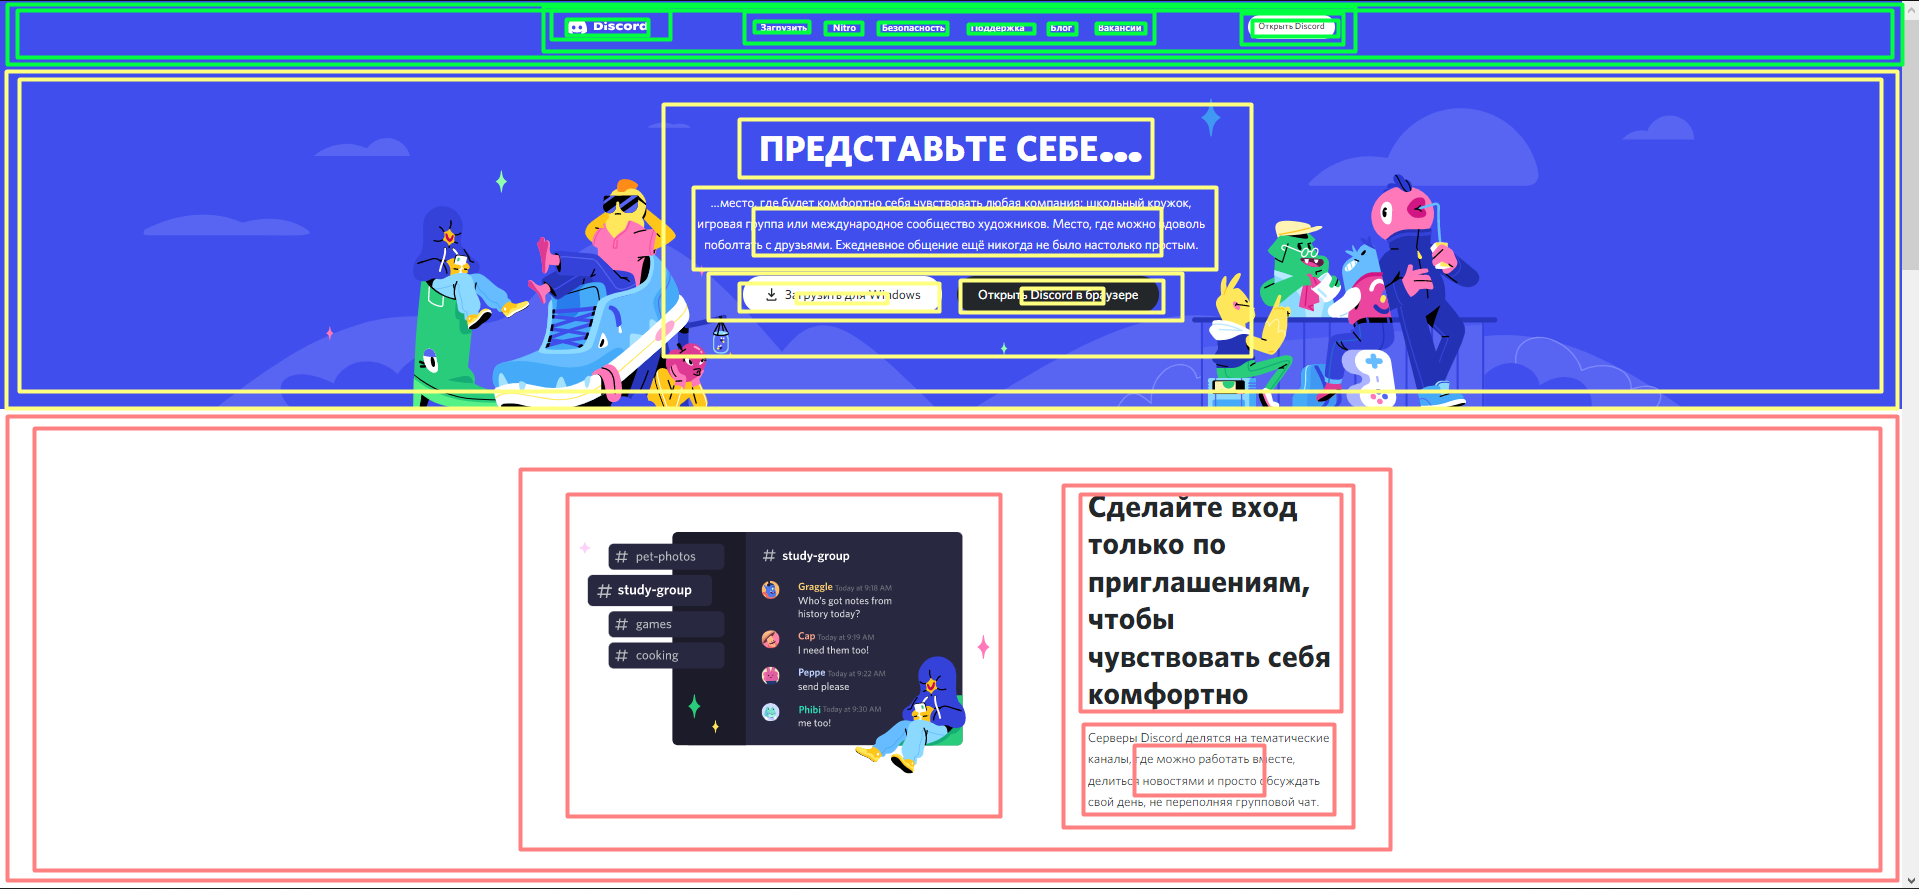 Discord
Загрузить Nitro Безопасность Поддержка Блог Вакансии
Открыть Discord
ПРЕДСТАВЬТЕ СЕБЕ...
...место, где будет комфортно себя чувствовать любая компания: школьный кружок,
игровая группа или международное сообщество художников. Место, где можно вдоволь
поболтать с друзьями. Ежедневное общение ещё никогда не было настолько простым.
Загрузить для Windows
Открыть Discord в браузере
# pet-photos
# study-group
# games
# cooking
# study-group
Graggle Today at 9:18 AM
Who's got notes from
history today?
Cap Today at 9:19 AM
I need them too!
Peppe Today at 9:22 AM
send please
Phibi Today at 9:30 AM
me too!
Сделайте вход
только по
приглашениям,
чтобы
чувствовать себя
комфортно
Серверы Discord делятся на тематические
каналы, где можно работать вместе,
делиться новостями и просто обсуждать
свой день, не переполняя групповой чат.